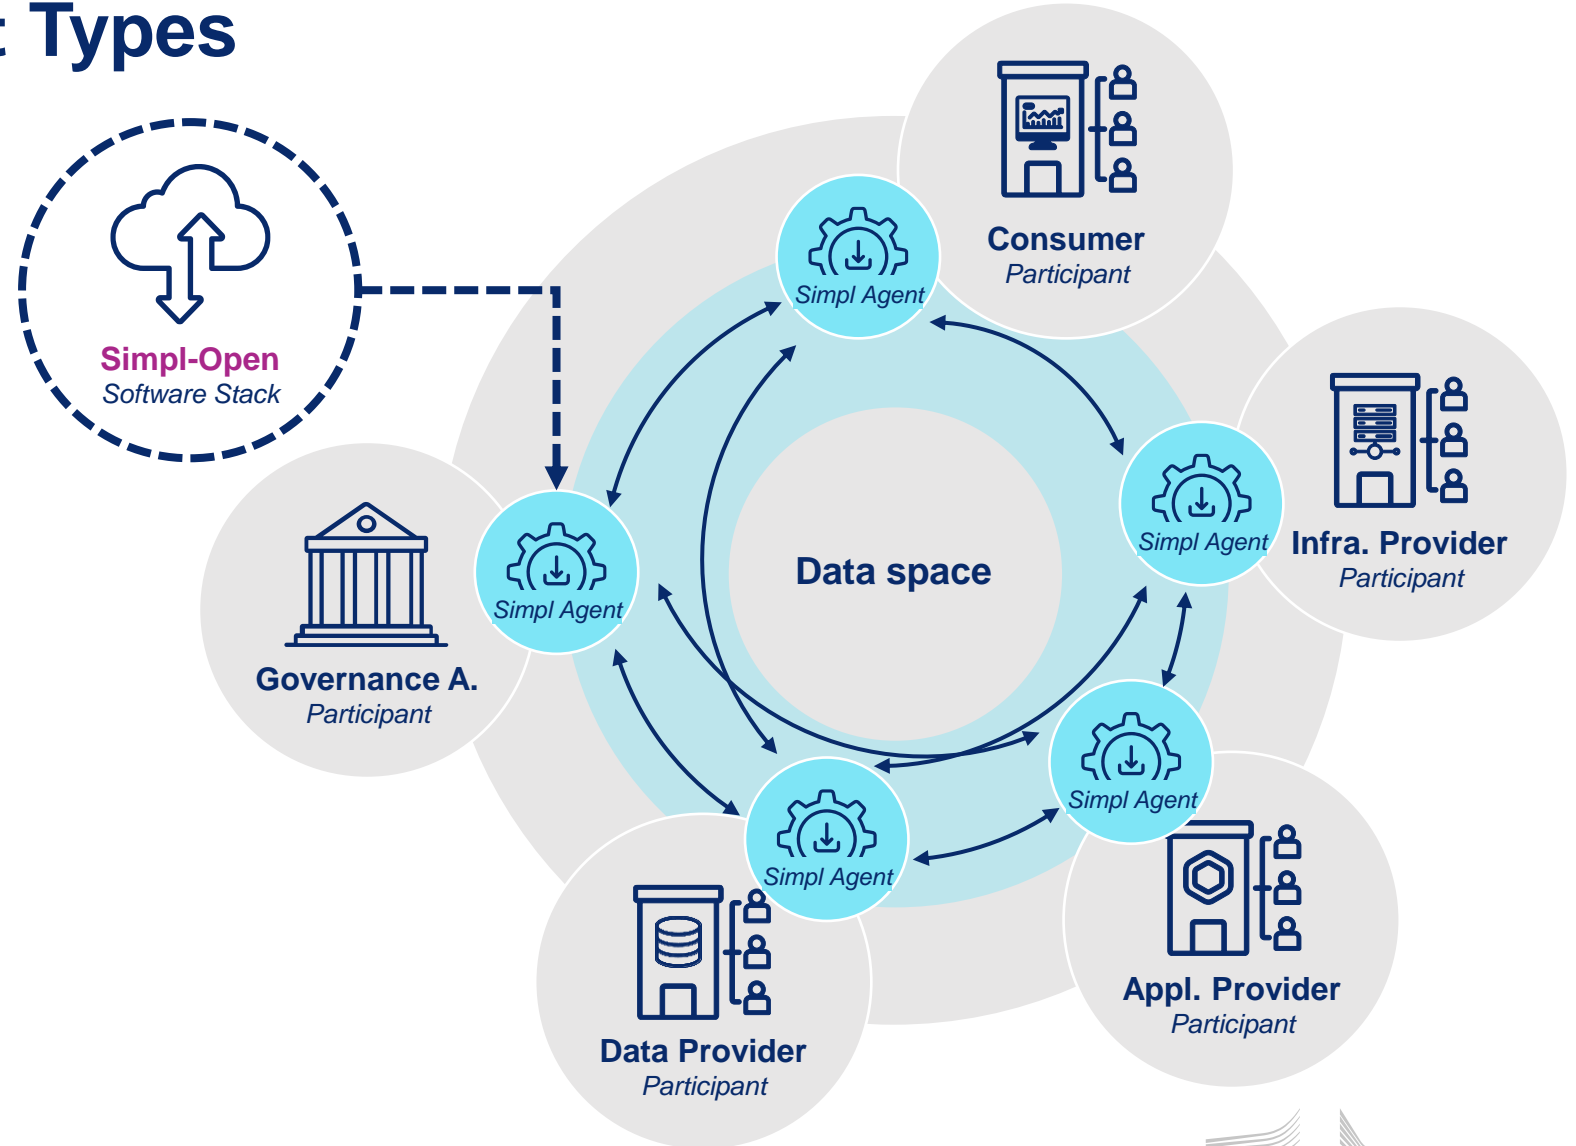 t Types
Consumer
Participant
Simpl Agent
Simpl-Open
Software Stack
Simpl Agent
Infra. Provider
Participant
Data space
Simpl Agent
Governance A.
Participant
Simpl Agent
Simpl Agent
Appl. Provider
Participant
Data Provider
Participant